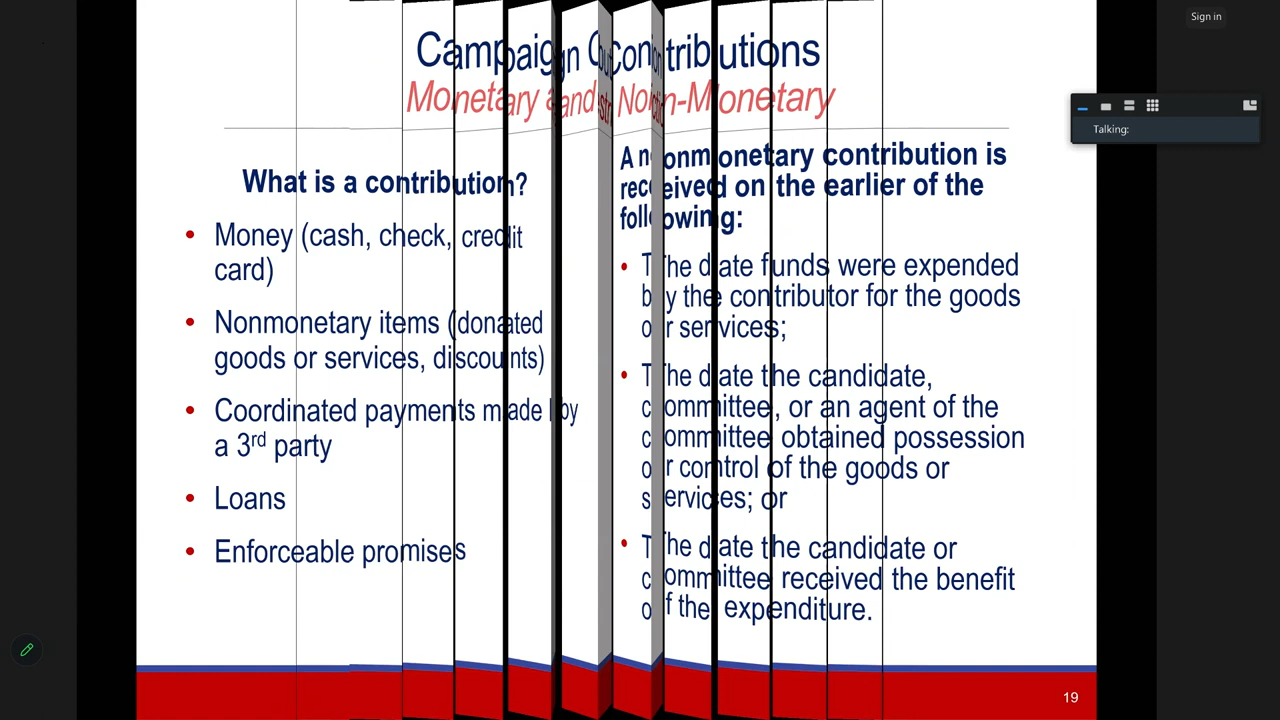 Sign in
Talking:
Campaign Contributions
Monetary and Non-Monetary
What is a contribution?
• Money (cash, check, credit
card)
• Nonmonetary items (donated
goods or services, discounts)
• Coordinated payments made by
a 3rd party
• Loans
• Enforceable promises
A nonmonetary contribution is
received on the earlier of the
following:
• The date funds were expended
by the contributor for the goods
or services;
• The date the candidate,
committee, or an agent of the
committee obtained possession
or control of the goods or
services; or
• The date the candidate or
committee received the benefit
of the expenditure.
19